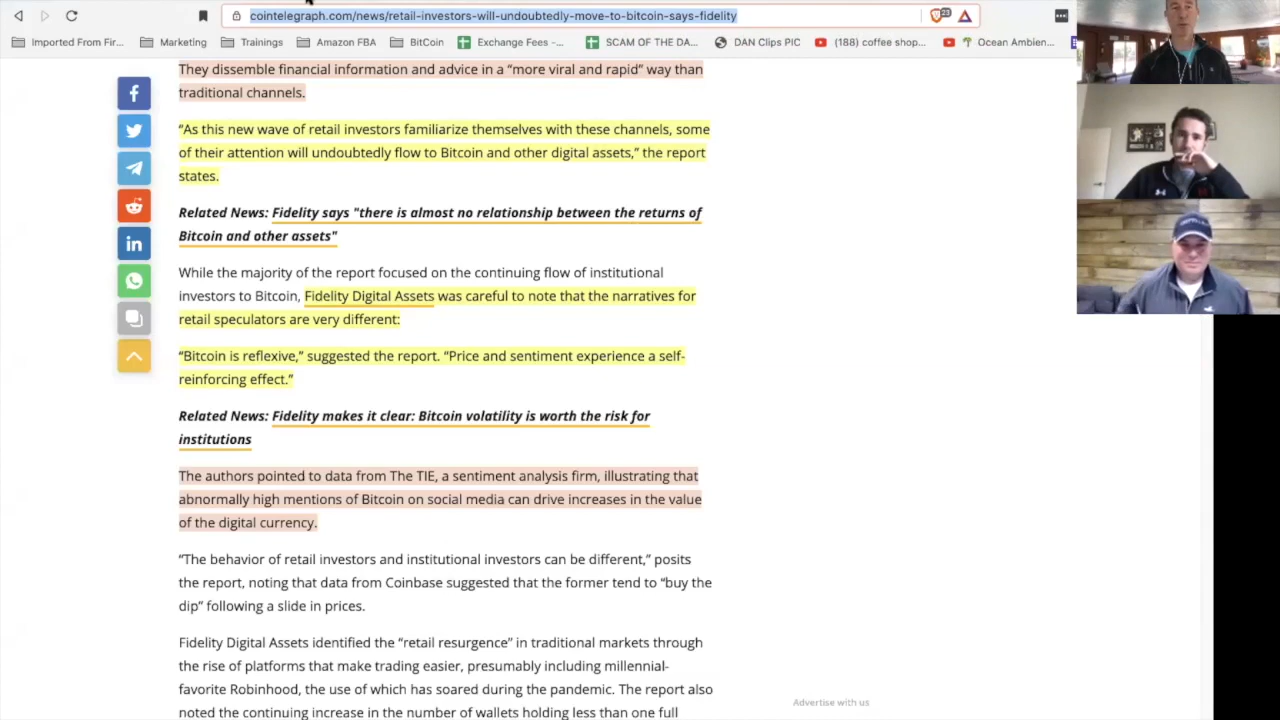 cointelegraph.com/news/retail-investors-will-undoubtedly-move-to-bitcoin-says-fidelity
23
Imported From Fir...
Marketing
Trainings
Amazon FBA
BitCoin
Exchange Fees -...
SCAM OF THE DA...
DAN Clips PIC
(188) coffee shop...
Ocean Ambien...
They dissemble financial information and advice in a “more viral and rapid” way than
traditional channels.
“As this new wave of retail investors familiarize themselves with these channels, some
of their attention will undoubtedly flow to Bitcoin and other digital assets,” the report
states.
Related News: Fidelity says "there is almost no relationship between the returns of
Bitcoin and other assets"
While the majority of the report focused on the continuing flow of institutional
investors to Bitcoin, Fidelity Digital Assets was careful to note that the narratives for
retail speculators are very different:
“Bitcoin is reflexive,” suggested the report. “Price and sentiment experience a self-
reinforcing effect.”
Related News: Fidelity makes it clear: Bitcoin volatility is worth the risk for
institutions
The authors pointed to data from The TIE, a sentiment analysis firm, illustrating that
abnormally high mentions of Bitcoin on social media can drive increases in the value
of the digital currency.
“The behavior of retail investors and institutional investors can be different,” posits
the report, noting that data from Coinbase suggested that the former tend to “buy the
dip” following a slide in prices.
Fidelity Digital Assets identified the “retail resurgence” in traditional markets through
the rise of platforms that make trading easier, presumably including millennial-
favorite Robinhood, the use of which has soared during the pandemic. The report also
noted the continuing increase in the number of wallets holding less than one full
Advertise with us